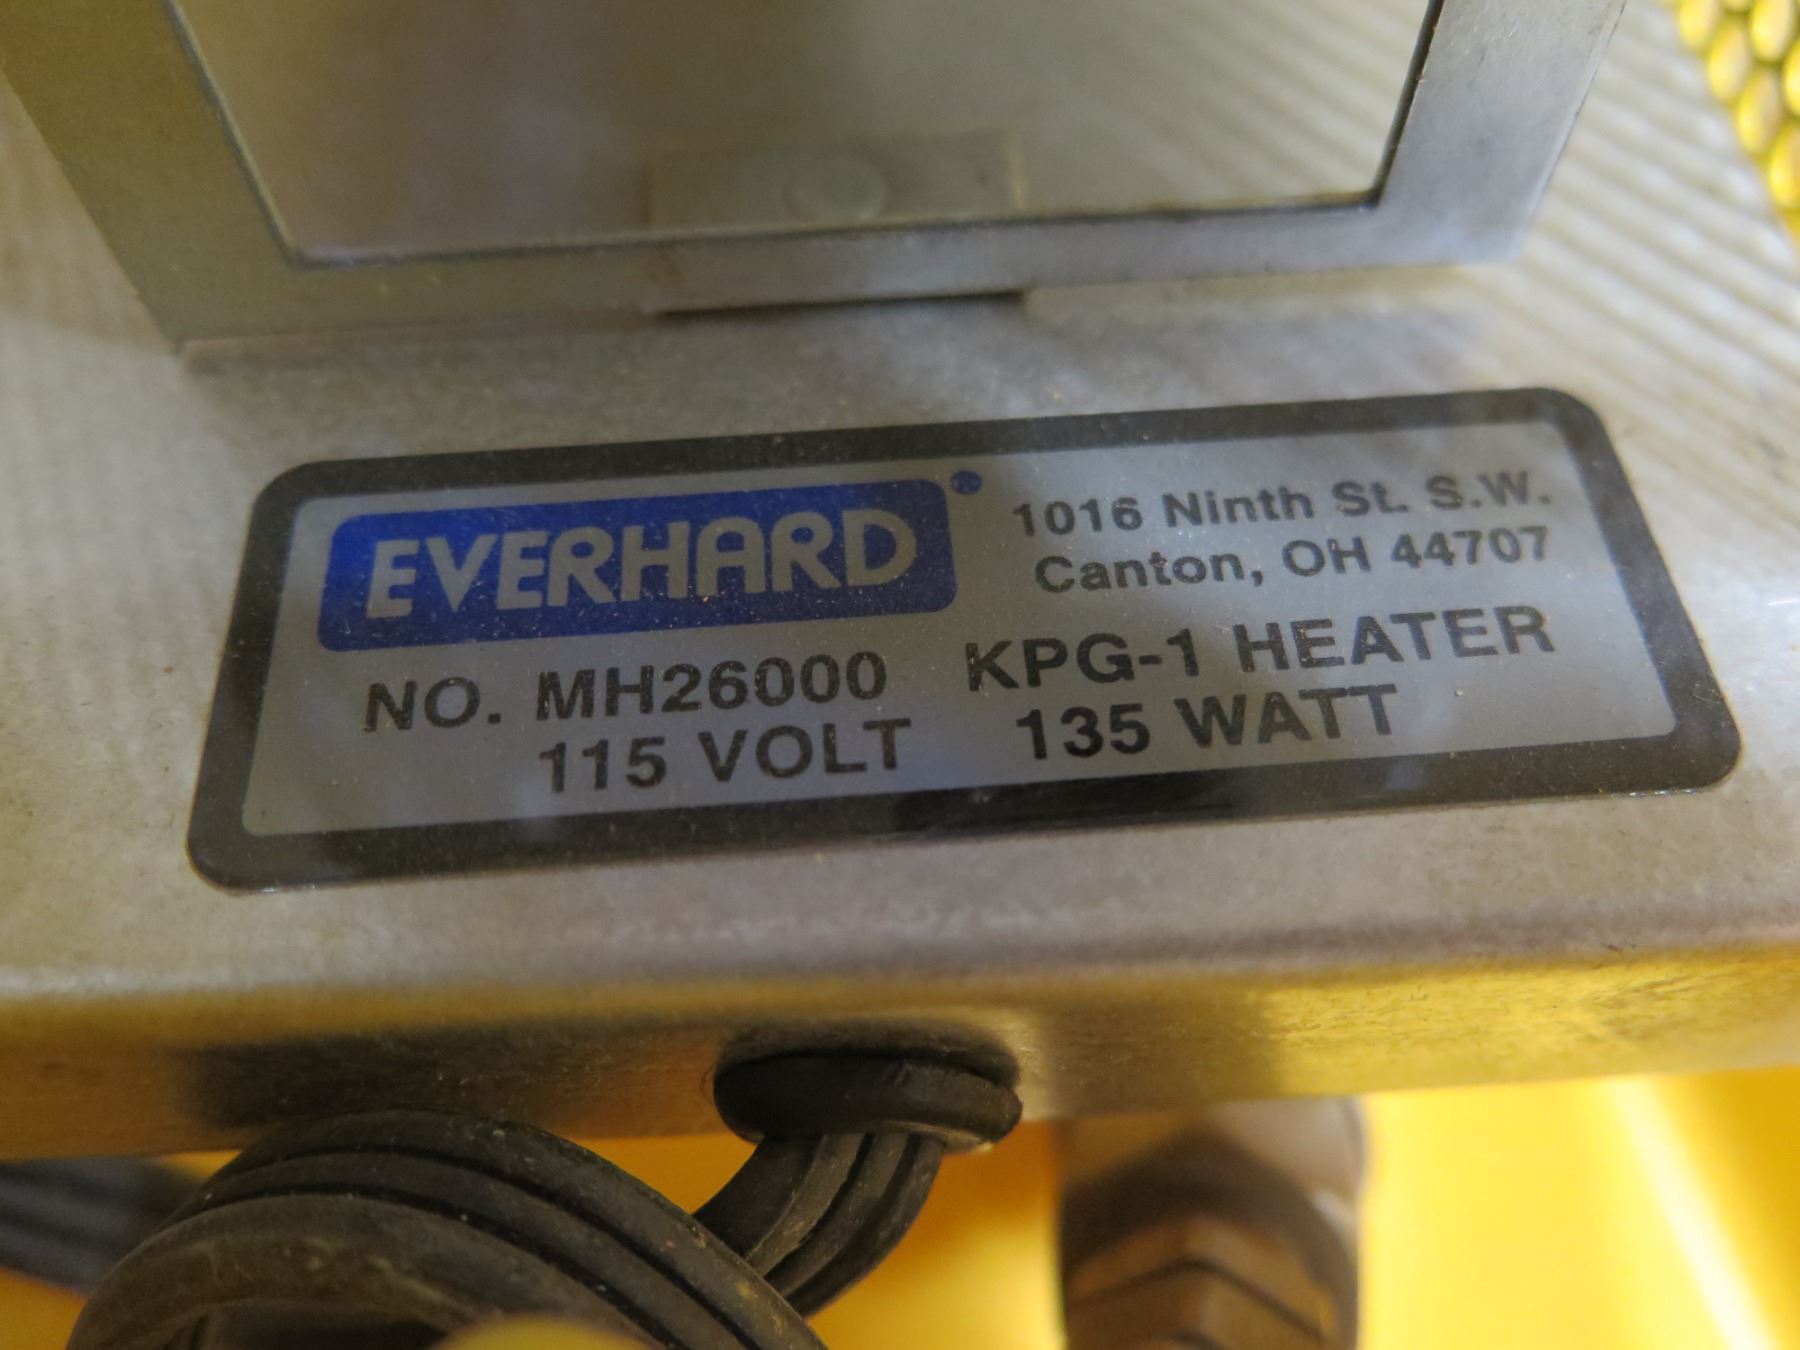 EVERHARD®
1016 Ninth St. S.W.
Canton, OH 44707
NO. MH26000 KPG-1 HEATER
115 VOLT 135 WATT